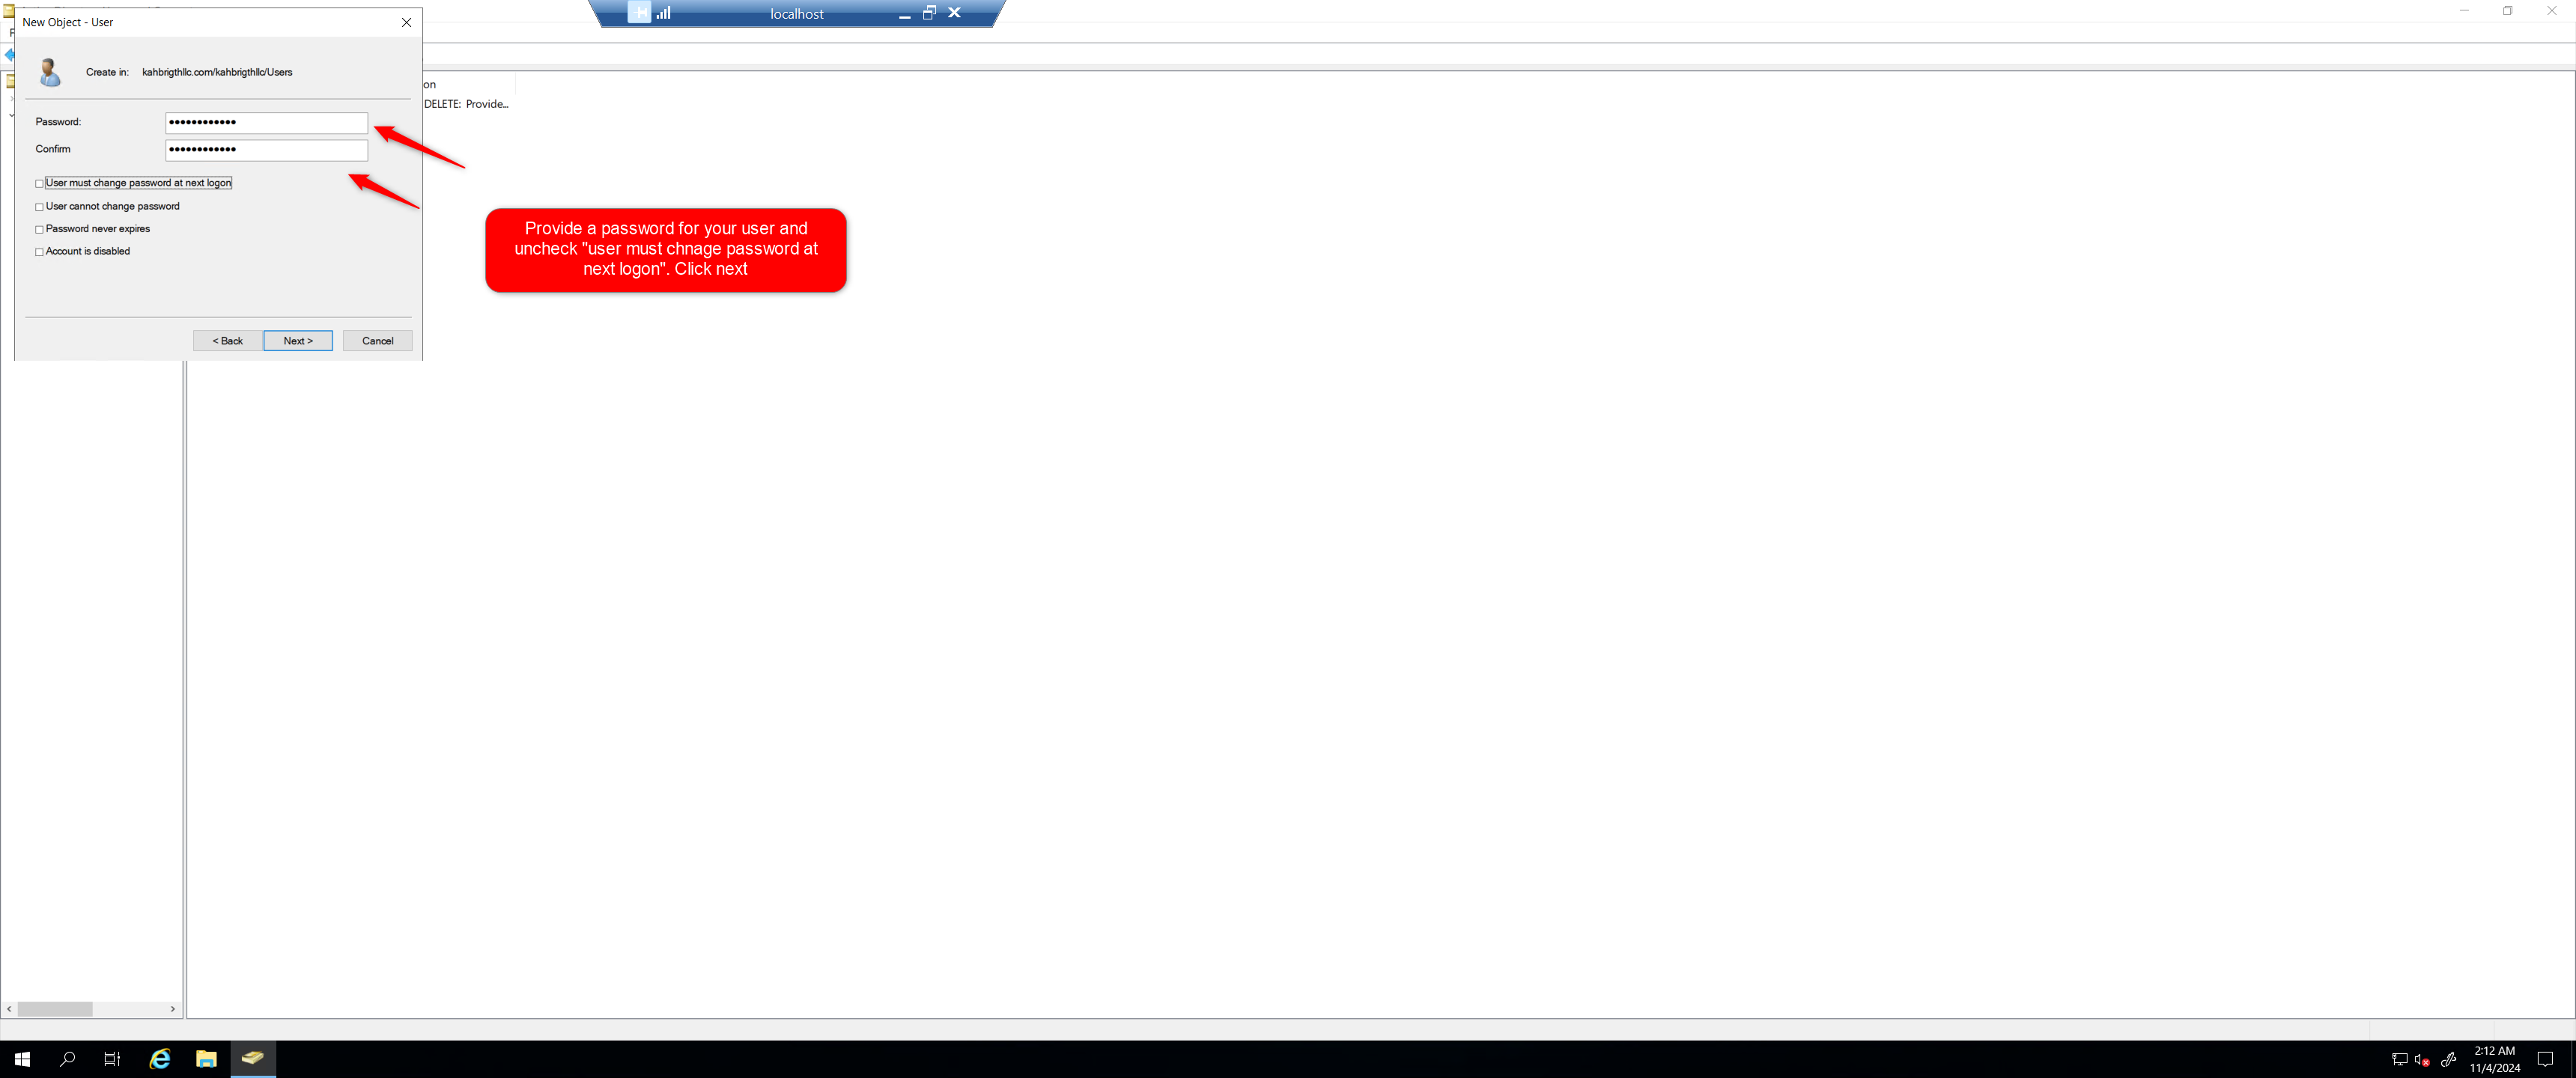 New Object - User
localhost
Create in: kahbrigthllc.com/kahbrigthllc/Users
on
DELETE: Provide...
Password:
Confirm
User must change password at next logon
User cannot change password
Password never expires
Account is disabled
Provide a password for your user and
uncheck "user must chnage password at
next logon". Click next
< Back
Next >
Cancel
2:12 AM
11/4/2024